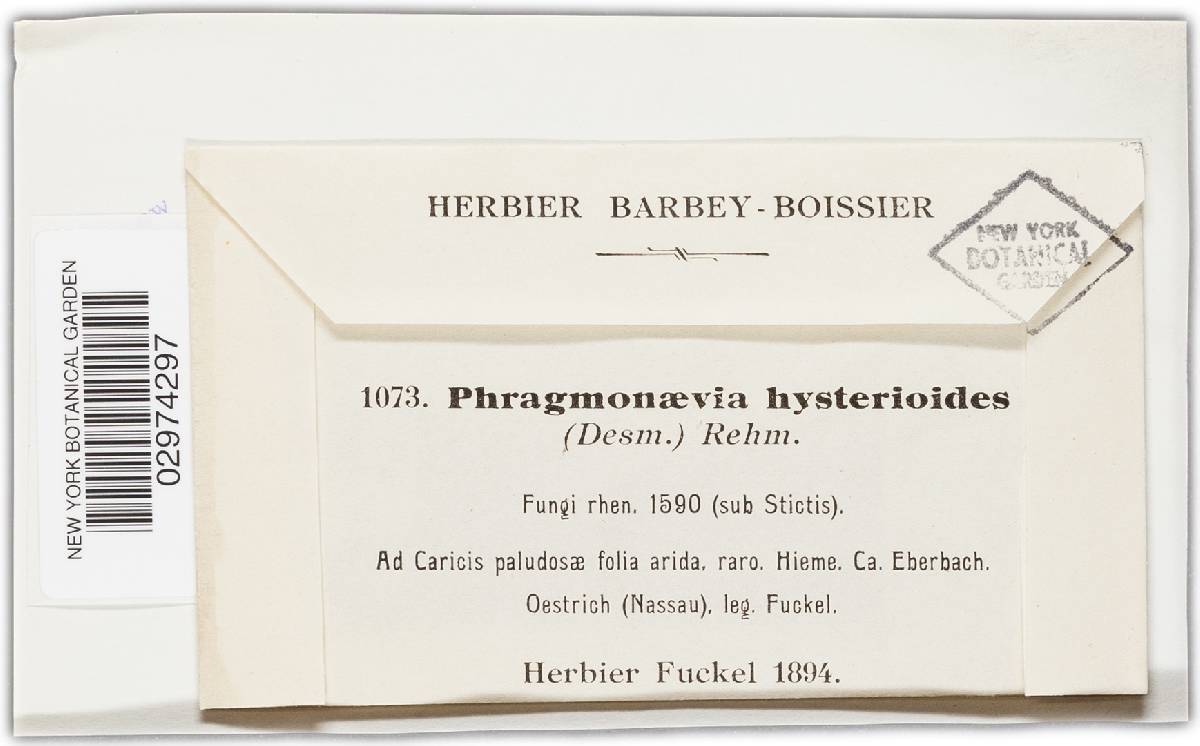 HERBIER BARBEY-BOISSIER
NEW YORK
BOTANICAL
GARDEN
NEW YORK BOTANICAL GARDEN
02974297
1073. Phragmonævia hysterioides
(Desm.) Rehm.
Fungi rhen. 1590 (sub Stictis).
Ad Caricis paludosæ folia arida, raro. Hieme. Ca. Eberbach.
Oestrich (Nassau), leg. Fuckel.
Herbier Fuckel 1894.